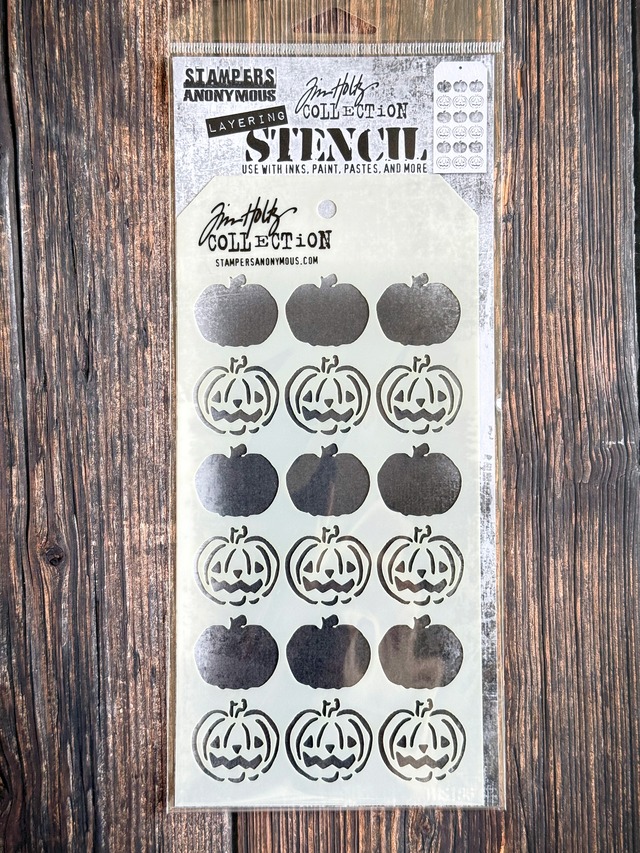 STAMPERS
ANONYMOUS
Tim Holtz
COLLECTION
LAYERING
STENCIL
USE WITH INKS, PAINT, PASTES, AND MORE
Tim Holtz
COLLECTION
STAMPERSANONYMOUS.COM